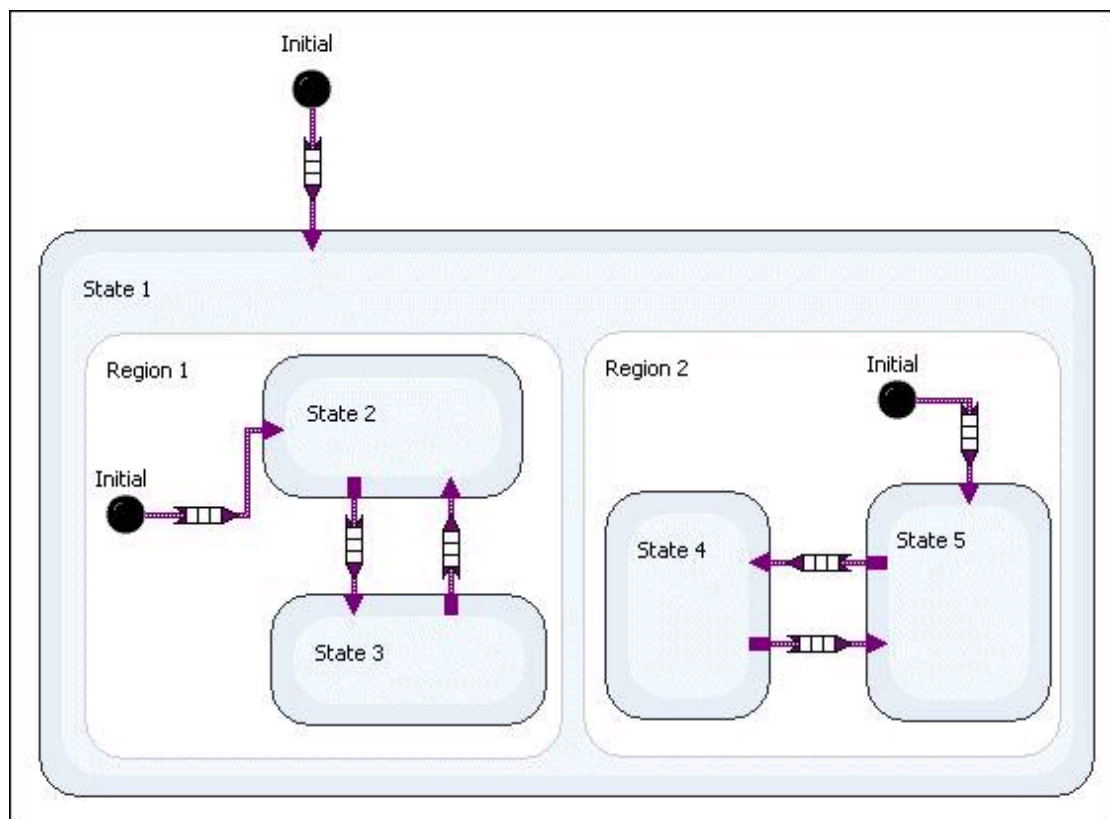 Initial
State 1
Region 1
State 2
Initial
State 3
Region 2
Initial
State 4
State 5